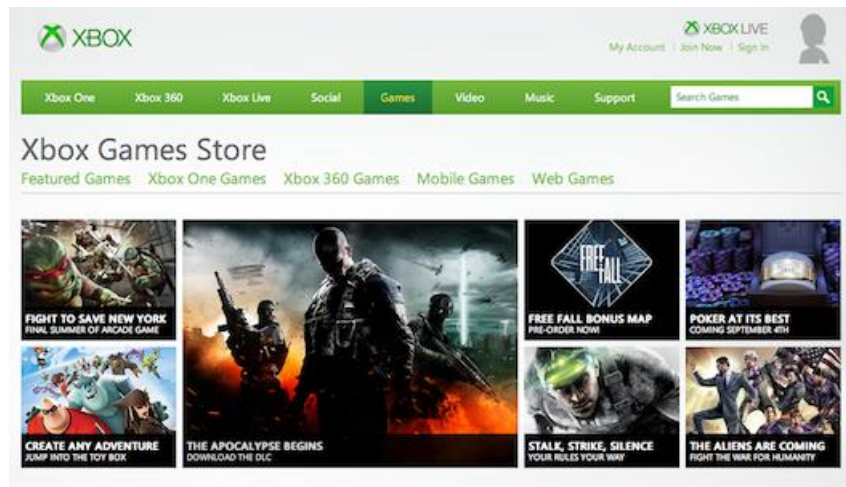 XBOX
XBOX LIVE
My Account | Join Now | Sign In
Xbox One Xbox 360 Xbox Live Social Games Video Music Support Search Games
Xbox Games Store
Featured Games Xbox One Games Xbox 360 Games Mobile Games Web Games
FREE
FALL
FIGHT TO SAVE NEW YORK
FINAL SUMMER OF ARCADE GAME
FREE FALL BONUS MAP
PRE-ORDER NOW!
POKER AT ITS BEST
COMING SEPTEMBER 4TH
CREATE ANY ADVENTURE
JUMP INTO THE TOY BOX
THE APOCALYPSE BEGINS
DOWNLOAD THE DLC
STALK, STRIKE, SILENCE
YOUR RULES YOUR WAY
THE ALIENS ARE COMING
FIGHT THE WAR FOR HUMANITY